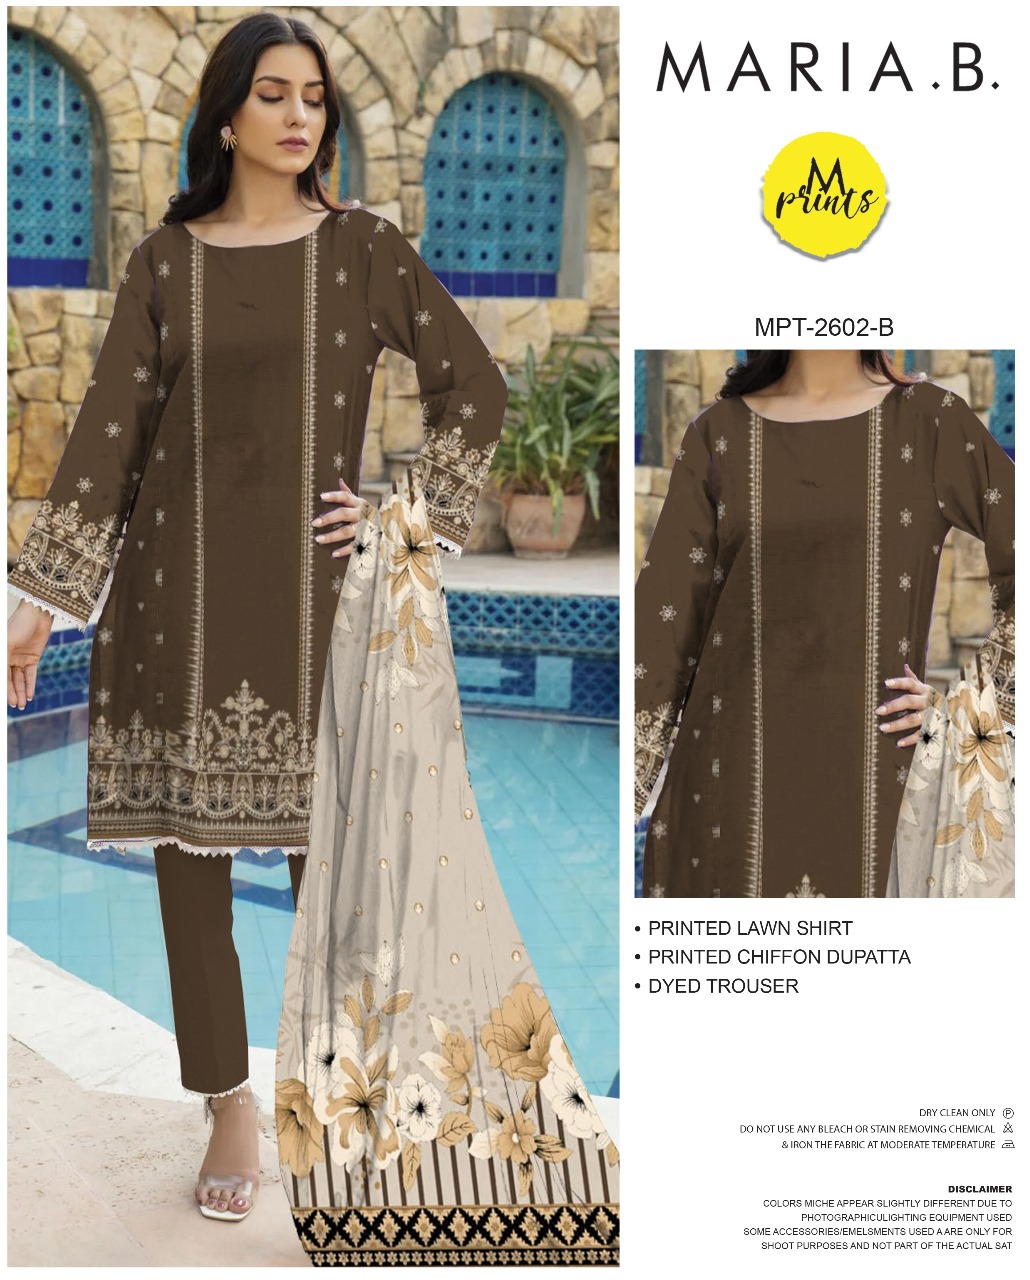 MARIA.B.
M
prints
MPT-2602-B
• PRINTED LAWN SHIRT
• PRINTED CHIFFON DUPATTA
• DYED TROUSER
DRY CLEAN ONLY
DO NOT USE ANY BLEACH OR STAIN REMOVING CHEMICAL
& IRON THE FABRIC AT MODERATE TEMPERATURE
DISCLAIMER
COLORS MICHE APPEAR SLIGHTLY DIFFERENT DUE TO
PHOTOGRAPHICULIGHTING EQUIPMENT USED
SOME ACCESSORIES/EMELSMENTS USED A ARE ONLY FOR
SHOOT PURPOSES AND NOT PART OF THE ACTUAL SAT